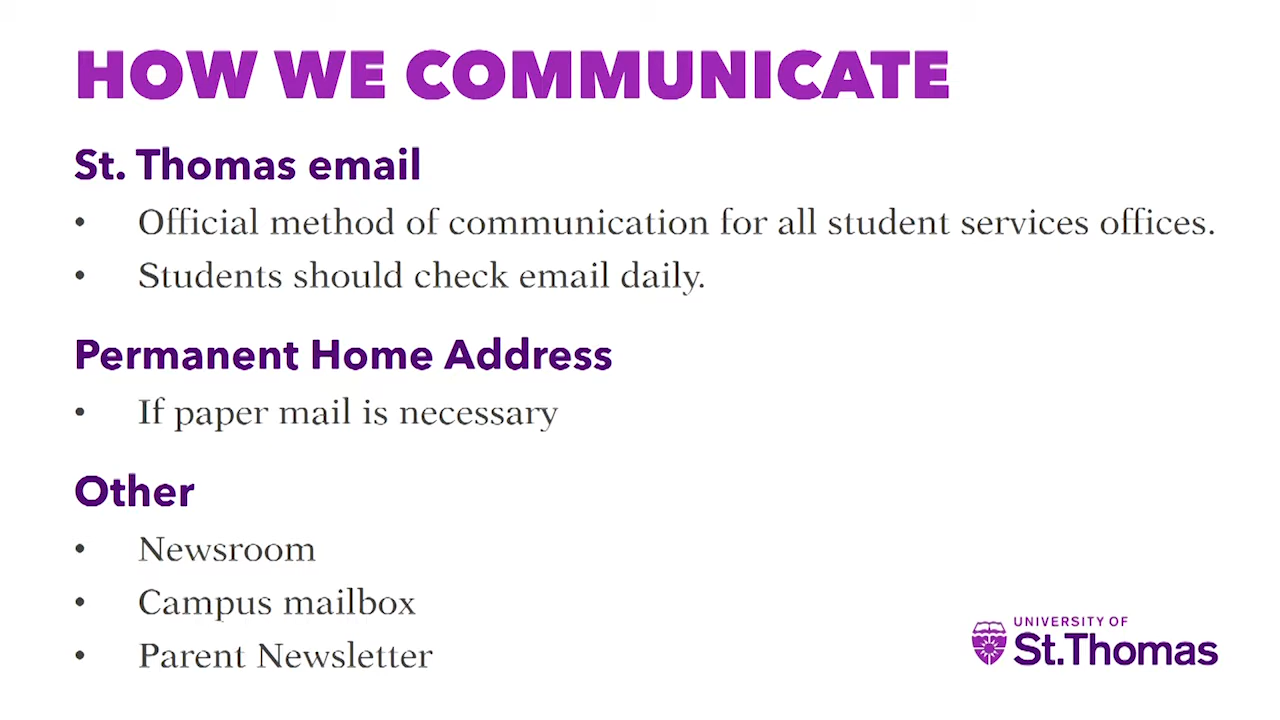 HOW WE COMMUNICATE
St. Thomas email
• Official method of communication for all student services offices.
• Students should check email daily.
Permanent Home Address
• If paper mail is necessary
Other
• Newsroom
• Campus mailbox
• Parent Newsletter
UNIVERSITY OF
St.Thomas